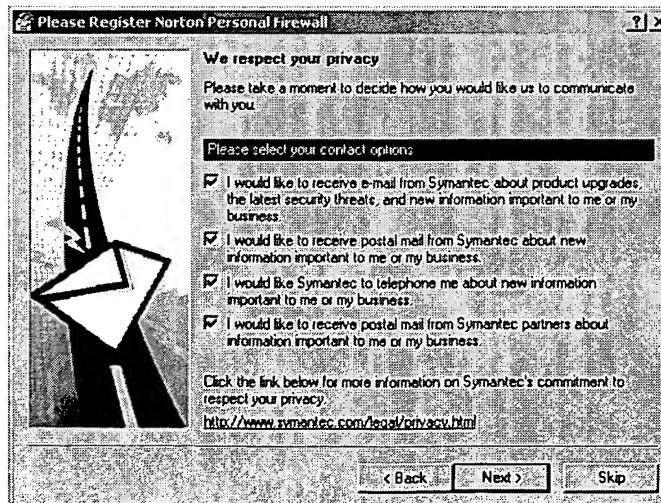 Please Register Norton Personal Firewall
We respect your privacy
Please take a moment to decide how you would like us to communicate
with you.
Please select your contact options
I would like to receive e-mail from Symantec about product upgrades,
the latest security threats, and new information important to me or my
business.
I would like to receive postal mail from Symantec about new
information important to me or my business.
I would like Symantec to telephone me about new information
important to me or my business.
I would like to receive postal mail from Symantec partners about
information important to me or my business.
Click the link below for more information on Symantec's commitment to
respect your privacy.
http://www.symantec.com/legal/privacy.html
< Back Next > Skip